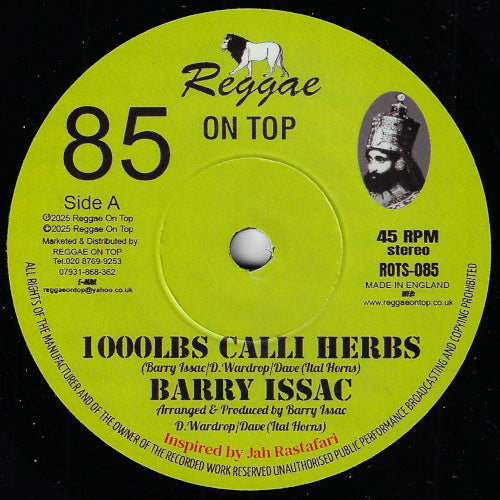 Reggae
ON TOP
85
Side A
℗2025 Reggae On Top
©2025 Reggae On Top
Marketed & Distributed by:
REGGAE ON TOP
Tel:020 8769-9253
07931-868-362
E-MAIL
reggaeontop@yahoo.co.uk
45 RPM
stereo
ROTS-085
MADE IN ENGLAND
WEB:
www.reggaeontop.co.uk
1000LBS CALLI HERBS
(Barry Issac/D.Wardrop/Dave(Ital Horns)
BARRY ISSAC
Arranged & Produced by Barry Issac
D.Wardrop/Dave(Ital Horns)
Inspired by Jah Rastafari
ALL RIGHTS OF THE MANUFACTURER AND OF THE OWNER OF THE RECORDED WORK RESERVED UNAUTHORISED PUBLIC PERFORMANCE BROADCASTING AND COPYING PROHIBITED